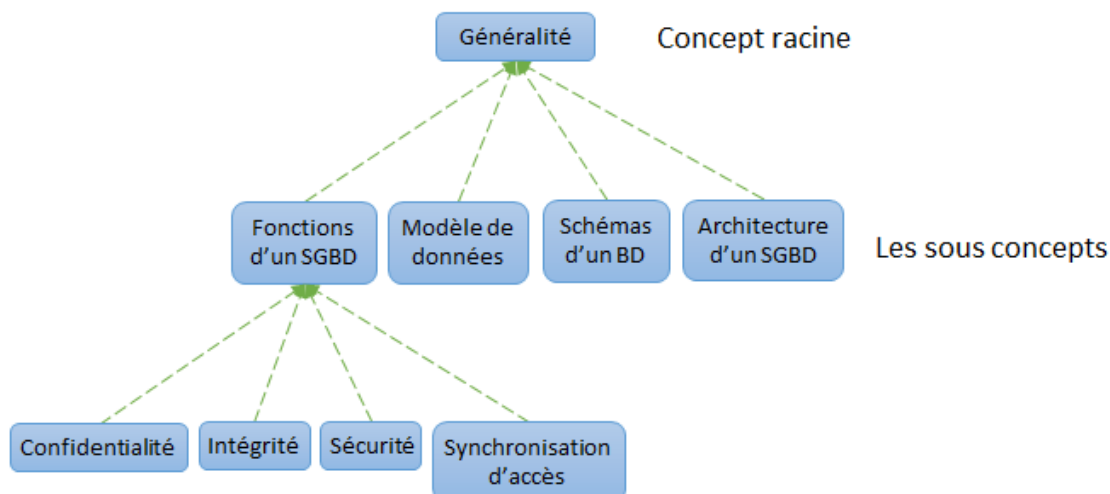 Généralité
Concept racine
Fonctions
d'un SGBD
Modèle de
données
Schémas
d'un BD
Architecture
d'un SGBD
Les sous concepts
Confidentialité
Intégrité
Sécurité
Synchronisation
d'accès